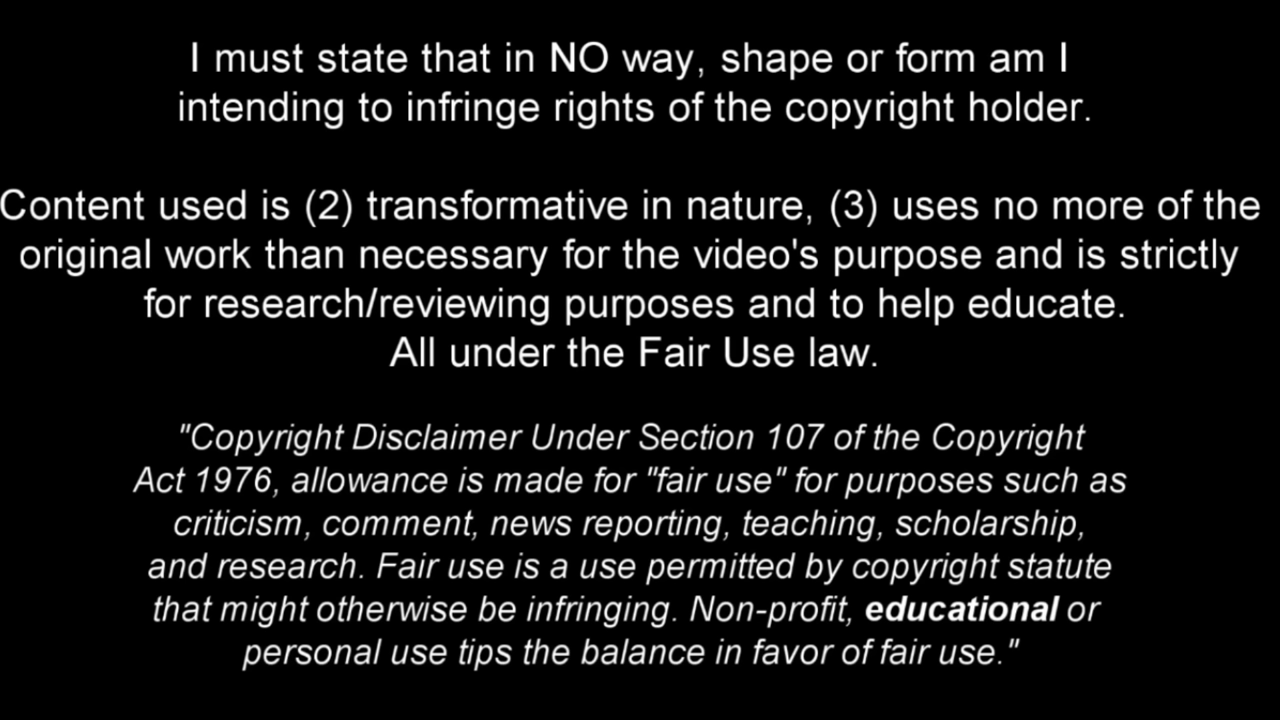 I must state that in NO way, shape or form am I
intending to infringe rights of the copyright holder.
Content used is (2) transformative in nature, (3) uses no more of the
original work than necessary for the video's purpose and is strictly
for research/reviewing purposes and to help educate.
All under the Fair Use law.
"Copyright Disclaimer Under Section 107 of the Copyright
Act 1976, allowance is made for "fair use" for purposes such as
criticism, comment, news reporting, teaching, scholarship,
and research. Fair use is a use permitted by copyright statute
that might otherwise be infringing. Non-profit, educational or
personal use tips the balance in favor of fair use."